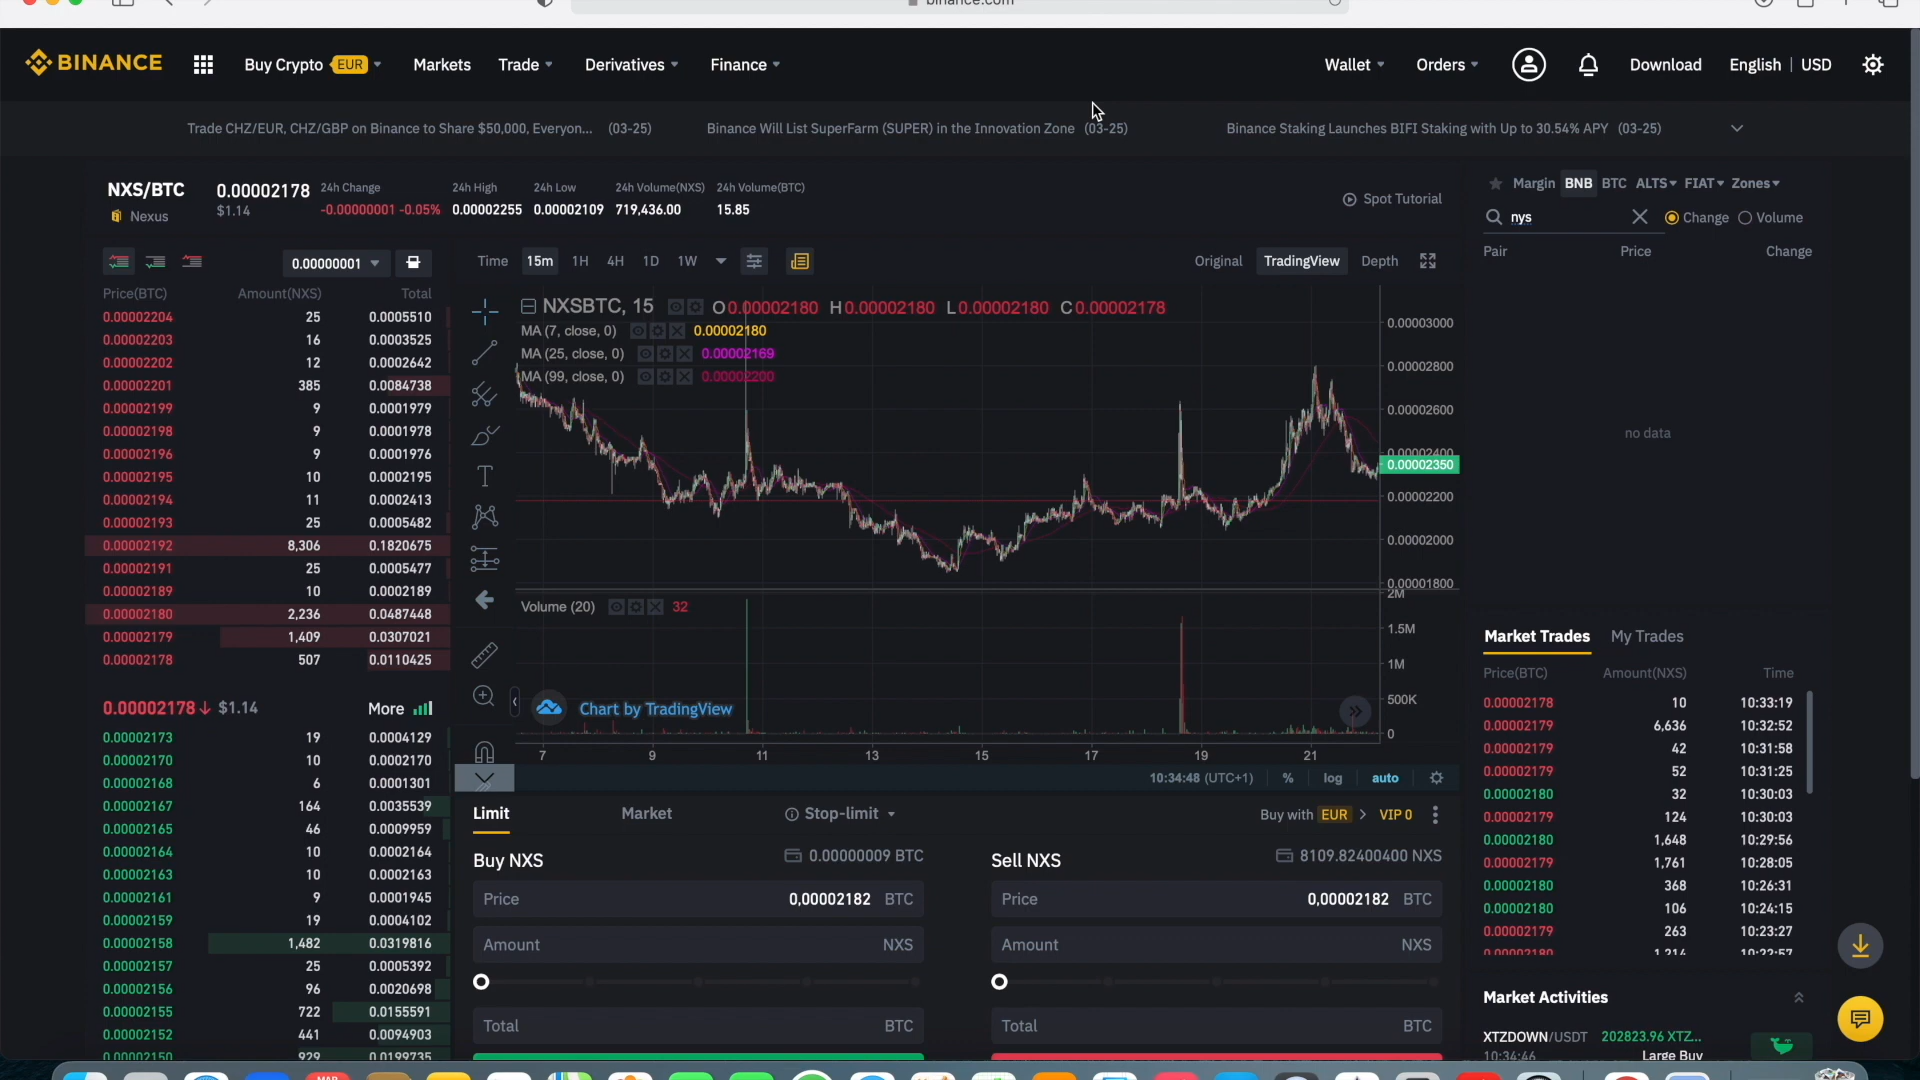 binance.com
BINANCE
Buy Crypto EUR Markets Trade Derivatives Finance Wallet Orders Download English | USD
Trade CHZ/EUR, CHZ/GBP on Binance to Share $50,000, Everyon... (03-25) Binance Will List SuperFarm (SUPER) in the Innovation Zone (03-25) Binance Staking Launches BIFI Staking with Up to 30.54% APY (03-25)
NXS/BTC
Nexus
0.00002178
$1.14
24h Change
-0.00000001 -0.05%
24h High
0.00002255
24h Low
0.00002109
24h Volume(NXS)
719,436.00
24h Volume(BTC)
15.85
Spot Tutorial
0.00000001
Price(BTC) Amount(NXS) Total
0.00002204 25 0.0005510
0.00002203 16 0.0003525
0.00002202 12 0.0002642
0.00002201 385 0.0084738
0.00002199 9 0.0001979
0.00002198 9 0.0001978
0.00002196 9 0.0001976
0.00002195 10 0.0002195
0.00002194 11 0.0002413
0.00002193 25 0.0005482
0.00002192 8,306 0.1820675
0.00002191 25 0.0005477
0.00002189 10 0.0002189
0.00002180 2,236 0.0487448
0.00002179 1,409 0.0307021
0.00002178 507 0.0110425
0.00002178 ↓ $1.14 More
0.00002173 19 0.0004129
0.00002170 10 0.0002170
0.00002168 6 0.0001301
0.00002167 164 0.0035539
0.00002165 46 0.0009959
0.00002164 10 0.0002164
0.00002163 10 0.0002163
0.00002161 9 0.0001945
0.00002159 19 0.0004102
0.00002158 1,482 0.0319816
0.00002157 25 0.0005392
0.00002156 96 0.0020698
0.00002155 722 0.0155591
0.00002152 441 0.0094903
0.00002150 929 0.0199735
Time 15m 1H 4H 1D 1W Original TradingView Depth
NXSBTC, 15 O0.00002180 H0.00002180 L0.00002180 C0.00002178
MA (7, close, 0) 0.00002180
MA (25, close, 0) 0.00002169
MA (99, close, 0) 0.00002200
0.00003000
0.00002800
0.00002600
0.00002400
0.00002350
0.00002200
0.00002000
0.00001800
Volume (20) 32
2M
1.5M
1M
500K
0
Chart by TradingView
7 9 11 13 15 17 19 21
10:34:48 (UTC+1) % log auto
Limit Market Stop-limit Buy with EUR > VIP 0
Buy NXS 0.00000009 BTC
Price 0,00002182 BTC
Amount NXS
Total BTC
Sell NXS 8109.82400400 NXS
Price 0,00002182 BTC
Amount NXS
Total BTC
Margin BNB BTC ALTS FIAT Zones
nys Change Volume
Pair Price Change
no data
Market Trades My Trades
Price(BTC) Amount(NXS) Time
0.00002178 10 10:33:19
0.00002179 6,636 10:32:52
0.00002179 42 10:31:58
0.00002179 52 10:31:25
0.00002180 32 10:30:03
0.00002179 124 10:30:03
0.00002180 1,648 10:29:56
0.00002179 1,761 10:28:05
0.00002180 368 10:26:31
0.00002180 106 10:24:15
0.00002179 263 10:23:27
0.00002180 1,214 10:22:57
Market Activities
XTZDOWN/USDT 202823.96 XTZ...
10:34:46 Large Buy
MAR